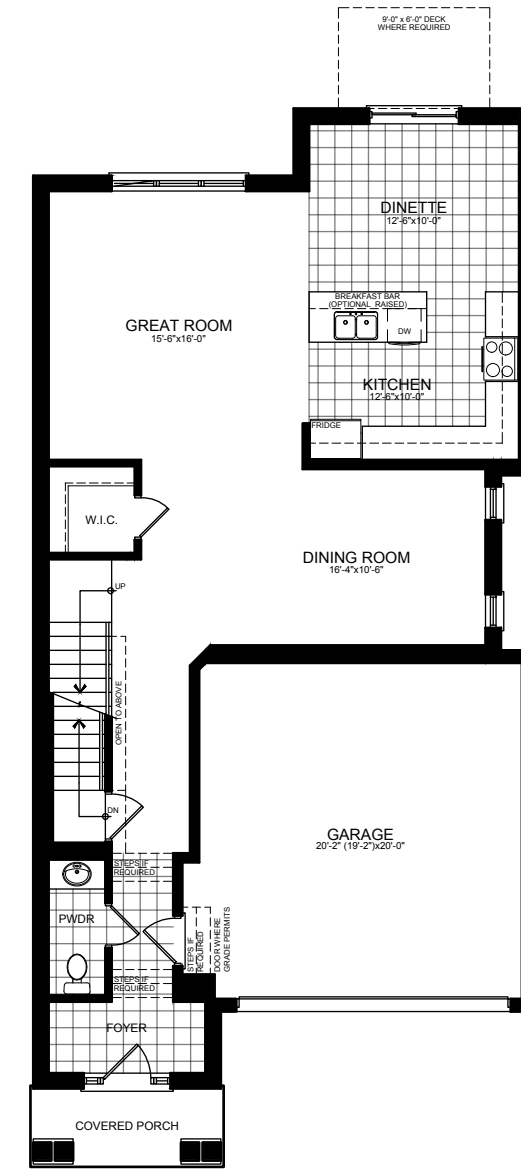 9'-0" x 6'-0" DECK
WHERE REQUIRED
DINETTE
12'-6"x10'-0"
BREAKFAST BAR
(OPTIONAL RAISED)
DW
GREAT ROOM
15'-6"x16'-0"
KITCHEN
12'-6"x10'-0"
FRIDGE
W.I.C.
DINING ROOM
16'-4"x10'-6"
UP
OPEN TO ABOVE
DN
GARAGE
20'-2" (19'-2")x20'-0"
STEPS IF
REQUIRED
PWDR
STEPS IF
REQUIRED
DOOR WHERE
GRADE PERMITS
STEPS IF
REQUIRED
FOYER
COVERED PORCH